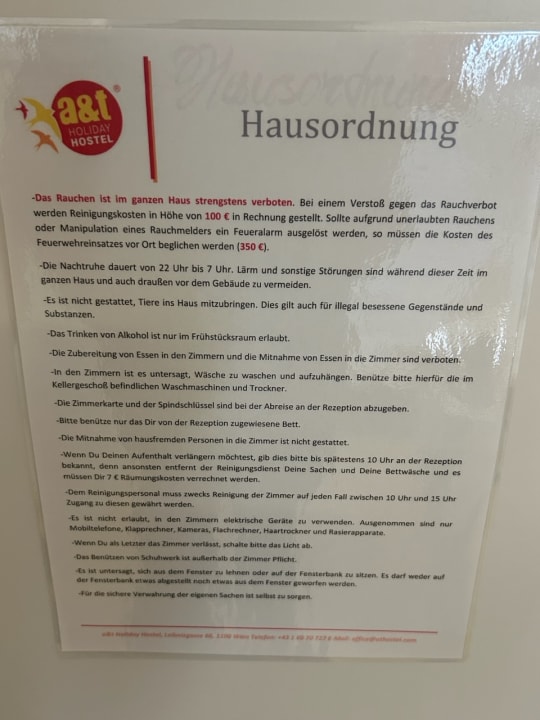 a&t
®
HOLIDAY
HOSTEL
Hausordnung
-Das Rauchen ist im ganzen Haus strengstens verboten. Bei einem Verstoß gegen das Rauchverbot
werden Reinigungskosten in Höhe von 100 € in Rechnung gestellt. Sollte aufgrund unerlaubten Rauchens
oder Manipulation eines Rauchmelders ein Feueralarm ausgelöst werden, so müssen die Kosten des
Feuerwehreinsatzes vor Ort beglichen werden (350 €).
-Die Nachtruhe dauert von 22 Uhr bis 7 Uhr. Lärm und sonstige Störungen sind während dieser Zeit im
ganzen Haus und auch draußen vor dem Gebäude zu vermeiden.
-Es ist nicht gestattet, Tiere ins Haus mitzubringen. Dies gilt auch für illegal besessene Gegenstände und
Substanzen.
-Das Trinken von Alkohol ist nur im Frühstücksraum erlaubt.
-Die Zubereitung von Essen in den Zimmern und die Mitnahme von Essen in die Zimmer sind verboten.
-In den Zimmern ist es untersagt, Wäsche zu waschen und aufzuhängen. Benütze bitte hierfür die im
Kellergeschoß befindlichen Waschmaschinen und Trockner.
-Die Zimmerkarte und der Spindschlüssel sind bei der Abreise an der Rezeption abzugeben.
-Bitte benütze nur das Dir von der Rezeption zugewiesene Bett.
-Die Mitnahme von hausfremden Personen in die Zimmer ist nicht gestattet.
-Wenn Du Deinen Aufenthalt verlängern möchtest, gib dies bitte bis spätestens 10 Uhr an der Rezeption
bekannt, denn ansonsten entfernt der Reinigungsdienst Deine Sachen und Deine Bettwäsche und es
müssen Dir 7 € Räumungskosten verrechnet werden.
-Dem Reinigungspersonal muss zwecks Reinigung der Zimmer auf jeden Fall zwischen 10 Uhr und 15 Uhr
Zugang zu diesen gewährt werden.
-Es ist nicht erlaubt, in den Zimmern elektrische Geräte zu verwenden. Ausgenommen sind nur
Mobiltelefone, Klapprechner, Kameras, Flachrechner, Haartrockner und Rasierapparate.
-Wenn Du als Letzter das Zimmer verlässt, schalte bitte das Licht ab.
-Das Benützen von Schuhwerk ist außerhalb der Zimmer Pflicht.
-Es ist untersagt, sich aus dem Fenster zu lehnen oder auf der Fensterbank zu sitzen. Es darf weder auf
der Fensterbank etwas abgestellt noch etwas aus dem Fenster geworfen werden.
-Für die sichere Verwahrung der eigenen Sachen ist selbst zu sorgen.
a&t Holiday Hostel, 1100 Wien Telefon: